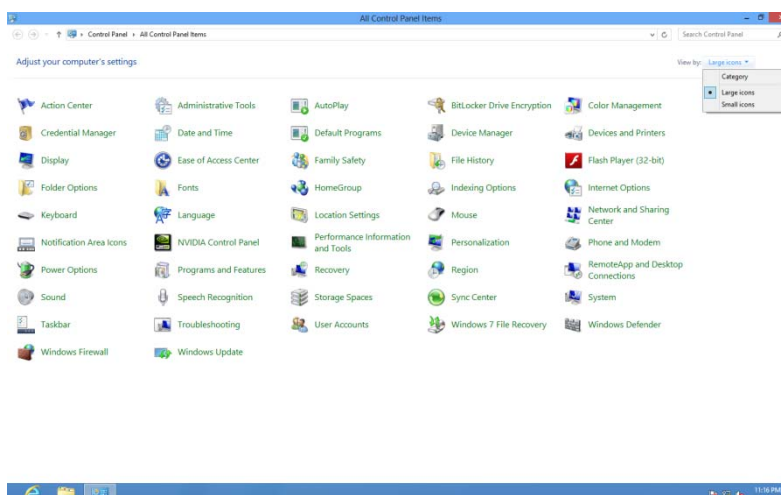 All Control Panel Items
Control Panel
All Control Panel Items
Search Control Panel
Adjust your computer's settings
View by: Large icons
Category
Large icons
Small icons
Action Center
Administrative Tools
AutoPlay
BitLocker Drive Encryption
Color Management
Credential Manager
Date and Time
Default Programs
Device Manager
Devices and Printers
Display
Ease of Access Center
Family Safety
File History
Flash Player (32-bit)
Folder Options
Fonts
HomeGroup
Indexing Options
Internet Options
Keyboard
Language
Location Settings
Mouse
Network and Sharing
Center
Notification Area Icons
NVIDIA Control Panel
Performance Information
and Tools
Personalization
Phone and Modem
Power Options
Programs and Features
Recovery
Region
RemoteApp and Desktop
Connections
Sound
Speech Recognition
Storage Spaces
Sync Center
System
Taskbar
Troubleshooting
User Accounts
Windows 7 File Recovery
Windows Defender
Windows Firewall
Windows Update
11:16 PM